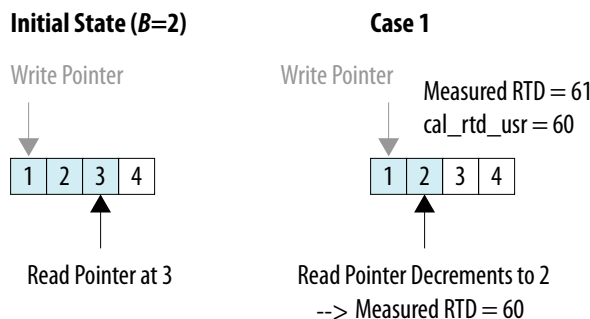 Initial State (B=2)
Write Pointer
1 2 3 4
Read Pointer at 3
Case 1
Write Pointer
Measured RTD = 61
cal_rtd_usr = 60
1 2 3 4
Read Pointer Decrements to 2
--> Measured RTD = 60